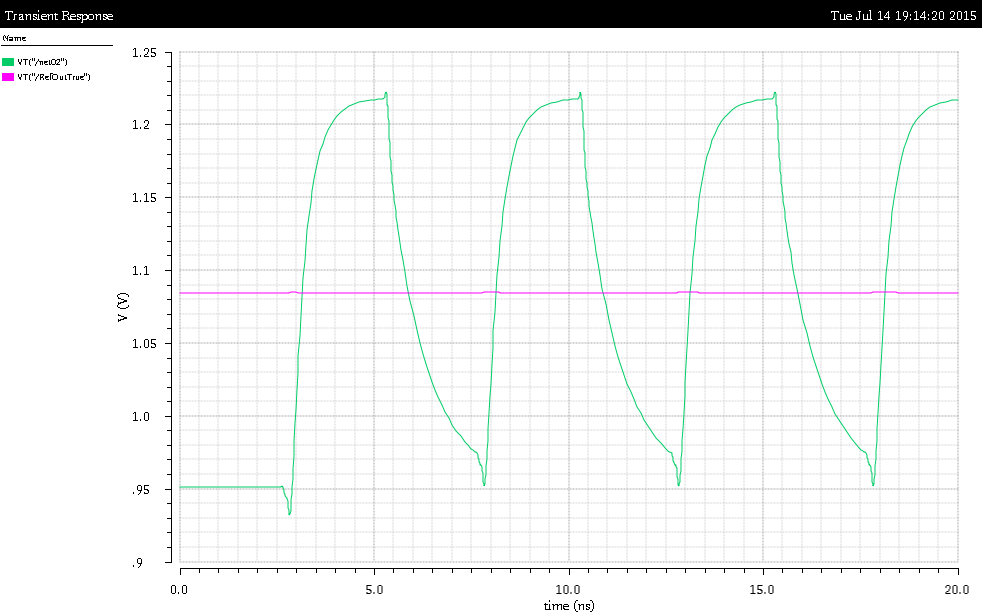 Transient Response
Tue Jul 14 19:14:20 2015
Name
VT("/net02")
VT("/RefOutTrue")
1.25
1.2
1.15
1.1
1.05
1.0
.95
.9
V (V)
0.0
5.0
10.0
15.0
20.0
time (ns)